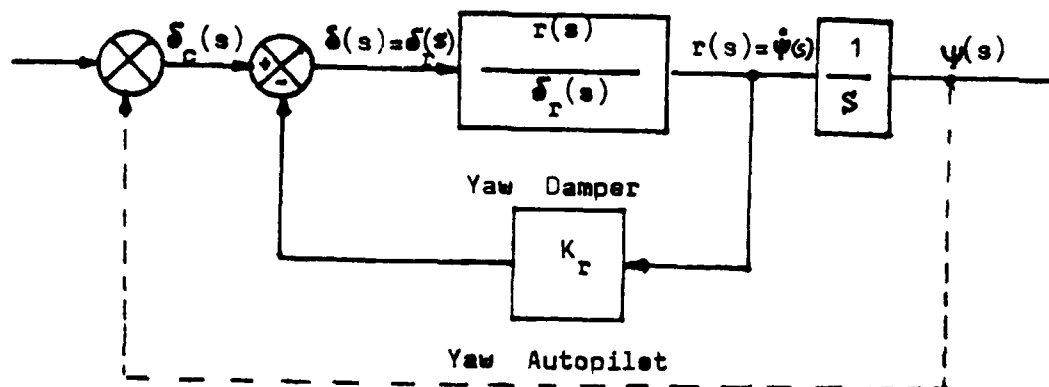 δc(s)
+
-
δ(s)=δr(s)
r(s)
δr(s)
r(s)=ψ̇(s)
1
S
ψ(s)
Yaw Damper
Kr
Yaw Autopilot